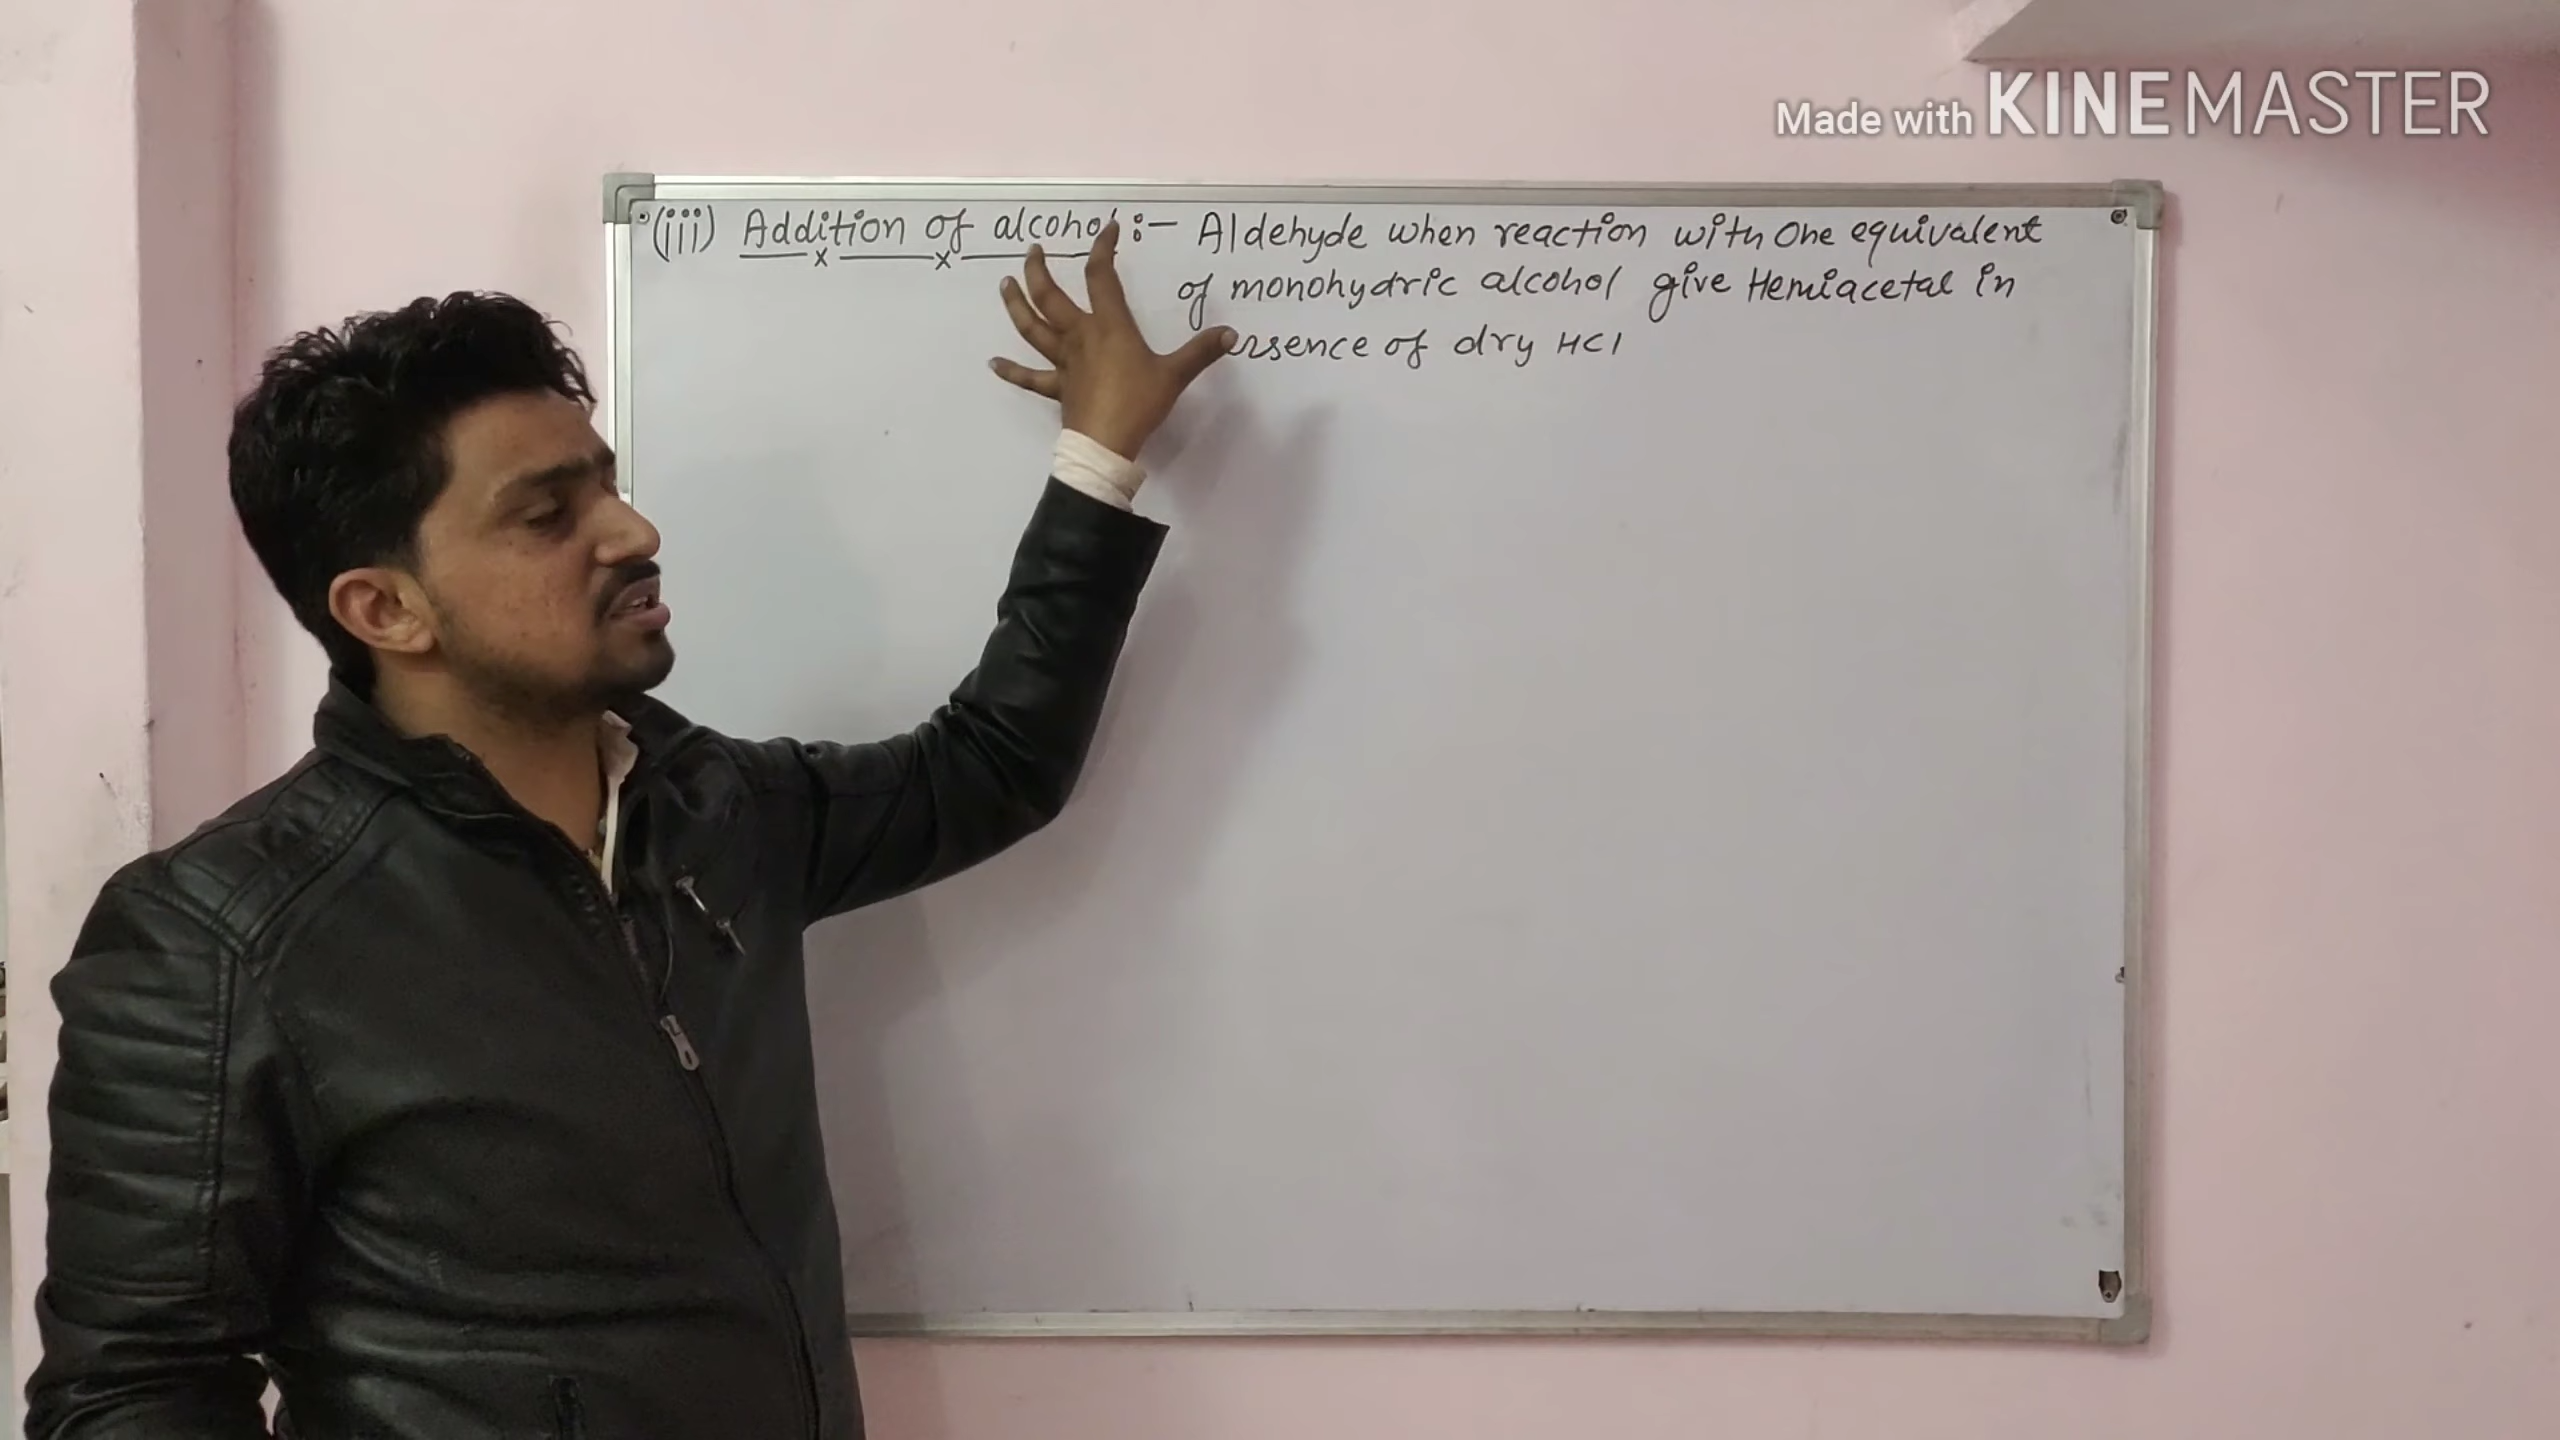 Made with KINEMASTER
(iii) Addition of alcohol :- Aldehyde when reaction with one equivalent
of monohydric alcohol give Hemiacetal in
of dry HCl